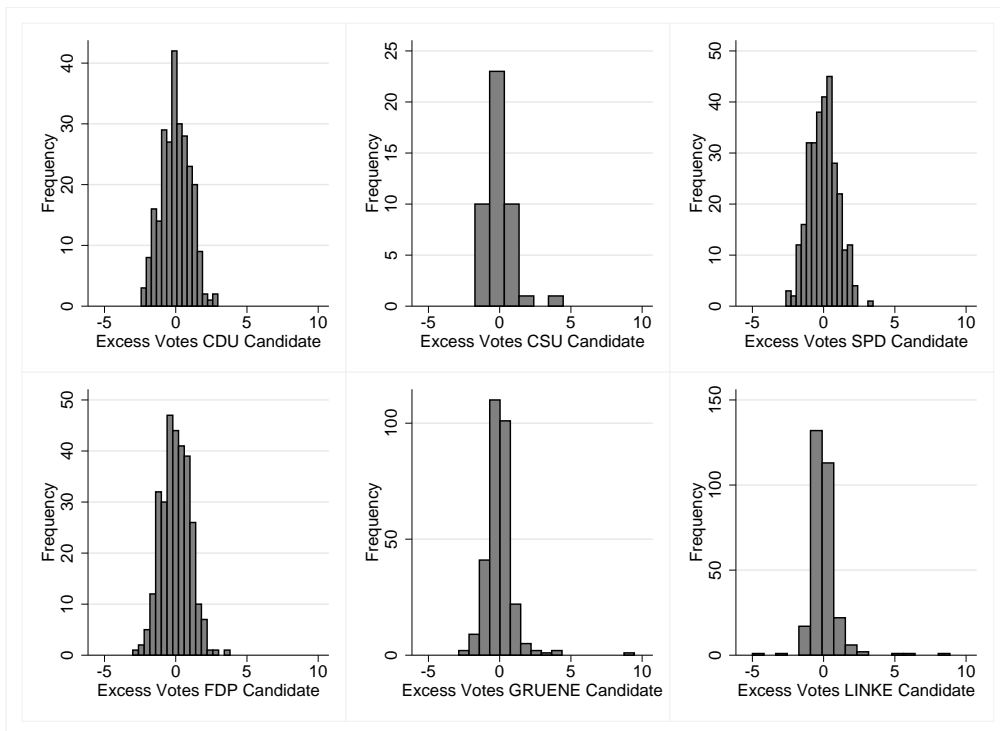 Frequency
0 10 20 30 40
-5 0 5 10
Excess Votes CDU Candidate
Frequency
0 5 10 15 20 25
-5 0 5 10
Excess Votes CSU Candidate
Frequency
0 10 20 30 40 50
-5 0 5 10
Excess Votes SPD Candidate
Frequency
0 10 20 30 40 50
-5 0 5 10
Excess Votes FDP Candidate
Frequency
0 50 100
-5 0 5 10
Excess Votes GRUENE Candidate
Frequency
0 50 100 150
-5 0 5 10
Excess Votes LINKE Candidate